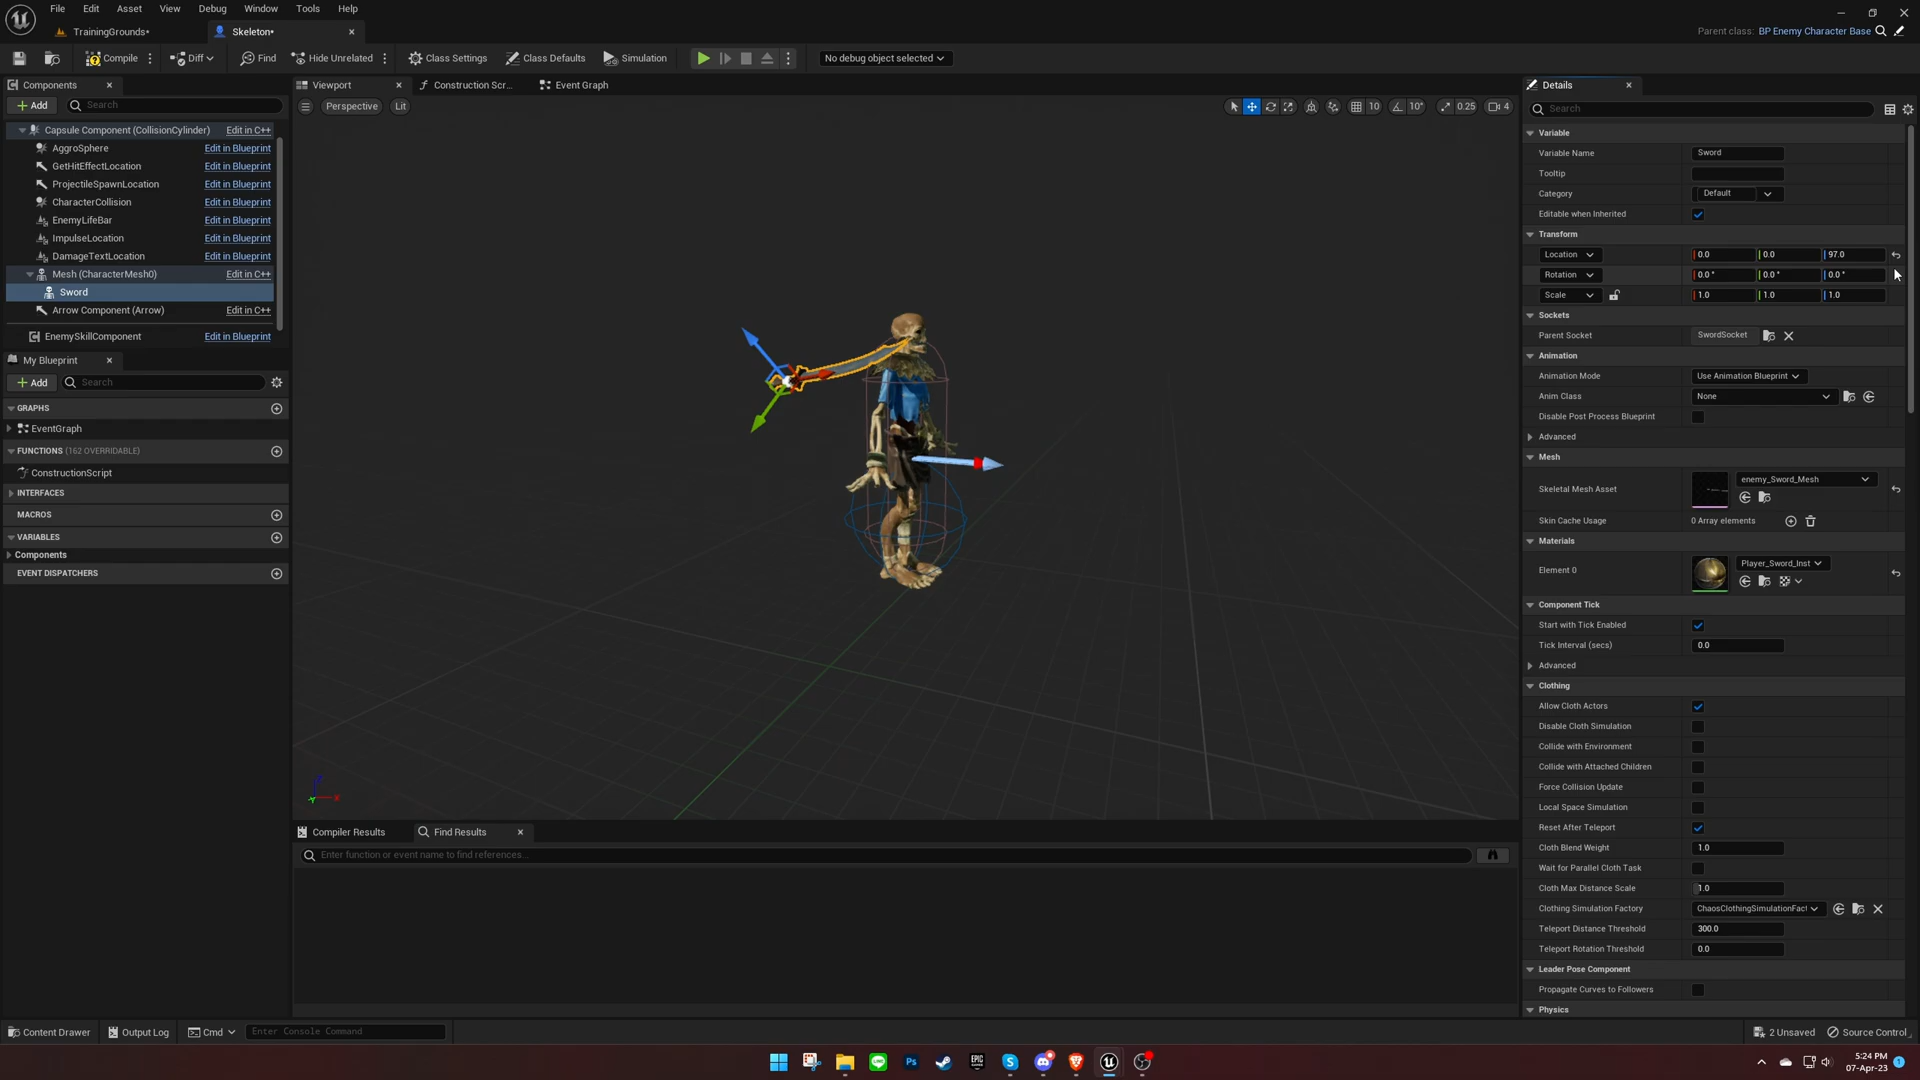 File Edit Asset View Debug Window Tools Help
TrainingGrounds•
Skeleton•
Parent class: BP Enemy Character Base
Compile
Diff
Find
Hide Unrelated
Class Settings
Class Defaults
Simulation
No debug object selected
Components
Add
Search
Capsule Component (CollisionCylinder) Edit in C++
AggroSphere Edit in Blueprint
GetHitEffectLocation Edit in Blueprint
ProjectileSpawnLocation Edit in Blueprint
CharacterCollision Edit in Blueprint
EnemyLifeBar Edit in Blueprint
ImpulseLocation Edit in Blueprint
DamageTextLocation Edit in Blueprint
Mesh (CharacterMesh0) Edit in C++
Sword
Arrow Component (Arrow) Edit in C++
EnemySkillComponent Edit in Blueprint
My Blueprint
Add
Search
GRAPHS
EventGraph
FUNCTIONS (162 OVERRIDABLE)
ConstructionScript
INTERFACES
MACROS
VARIABLES
Components
EVENT DISPATCHERS
Viewport
Construction Scr...
Event Graph
Perspective
Lit
10
10°
0.25
4
Compiler Results
Find Results
Enter function or event name to find references...
Details
Search
Variable
Variable Name Sword
Tooltip
Category Default
Editable when Inherited
Transform
Location 0.0 0.0 97.0
Rotation 0.0 ° 0.0 ° 0.0 °
Scale 1.0 1.0 1.0
Sockets
Parent Socket SwordSocket
Animation
Animation Mode Use Animation Blueprint
Anim Class None
Disable Post Process Blueprint
Advanced
Mesh
Skeletal Mesh Asset enemy_Sword_Mesh
Skin Cache Usage 0 Array elements
Materials
Element 0 Player_Sword_Inst
Component Tick
Start with Tick Enabled
Tick Interval (secs) 0.0
Advanced
Clothing
Allow Cloth Actors
Disable Cloth Simulation
Collide with Environment
Collide with Attached Children
Force Collision Update
Local Space Simulation
Reset After Teleport
Cloth Blend Weight 1.0
Wait for Parallel Cloth Task
Cloth Max Distance Scale 1.0
Clothing Simulation Factory ChaosClothingSimulationFact
Teleport Distance Threshold 300.0
Teleport Rotation Threshold 0.0
Leader Pose Component
Propagate Curves to Followers
Physics
Content Drawer
Output Log
Cmd
Enter Console Command
2 Unsaved
Source Control
5:24 PM
07-Apr-23